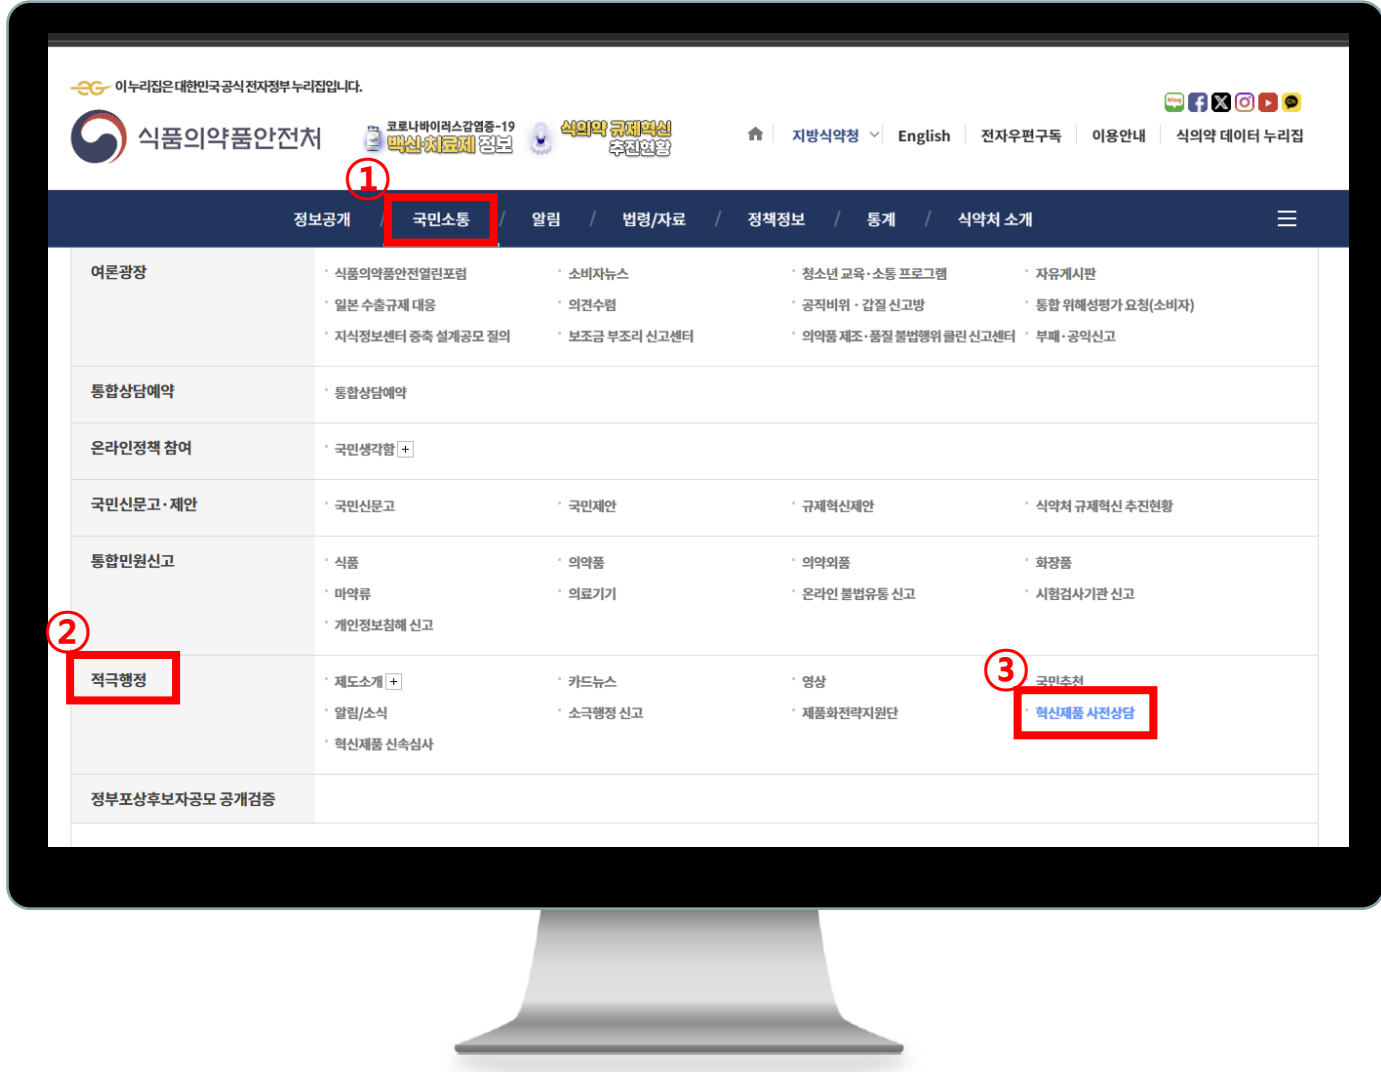 이 누리집은 대한민국 공식 전자정부 누리집입니다.
식품의약품안전처
코로나바이러스감염증-19
백신·치료제 정보
식의약 규제혁신
추진현황
지방식약청 English 전자우편구독 이용안내 식의약 데이터 누리집
①
정보공개 / 국민소통 / 알림 / 법령/자료 / 정책정보 / 통계 / 식약처 소개
여론광장
식품의약품안전열린포럼 소비자뉴스 청소년 교육·소통 프로그램 자유게시판
일본 수출규제 대응 의견수렴 공직비위·갑질 신고방 통합 위해성평가 요청(소비자)
지식정보센터 증축 설계공모 질의 보조금 부조리 신고센터 의약품 제조·품질 불법행위 클린 신고센터 부패·공익신고
통합상담예약 통합상담예약
온라인정책 참여 국민생각함 +
국민신문고·제안 국민신문고 국민제안 규제혁신제안 식약처 규제혁신 추진현황
통합민원신고 식품 의약품 의약외품 화장품
마약류 의료기기 온라인 불법유통 신고 시험검사기관 신고
개인정보침해 신고
②
③
적극행정 제도소개 + 카드뉴스 영상 국민추천
알림/소식 소극행정 신고 제품화전략지원단 혁신제품 사전상담
혁신제품 신속심사
정부포상후보자공모 공개검증